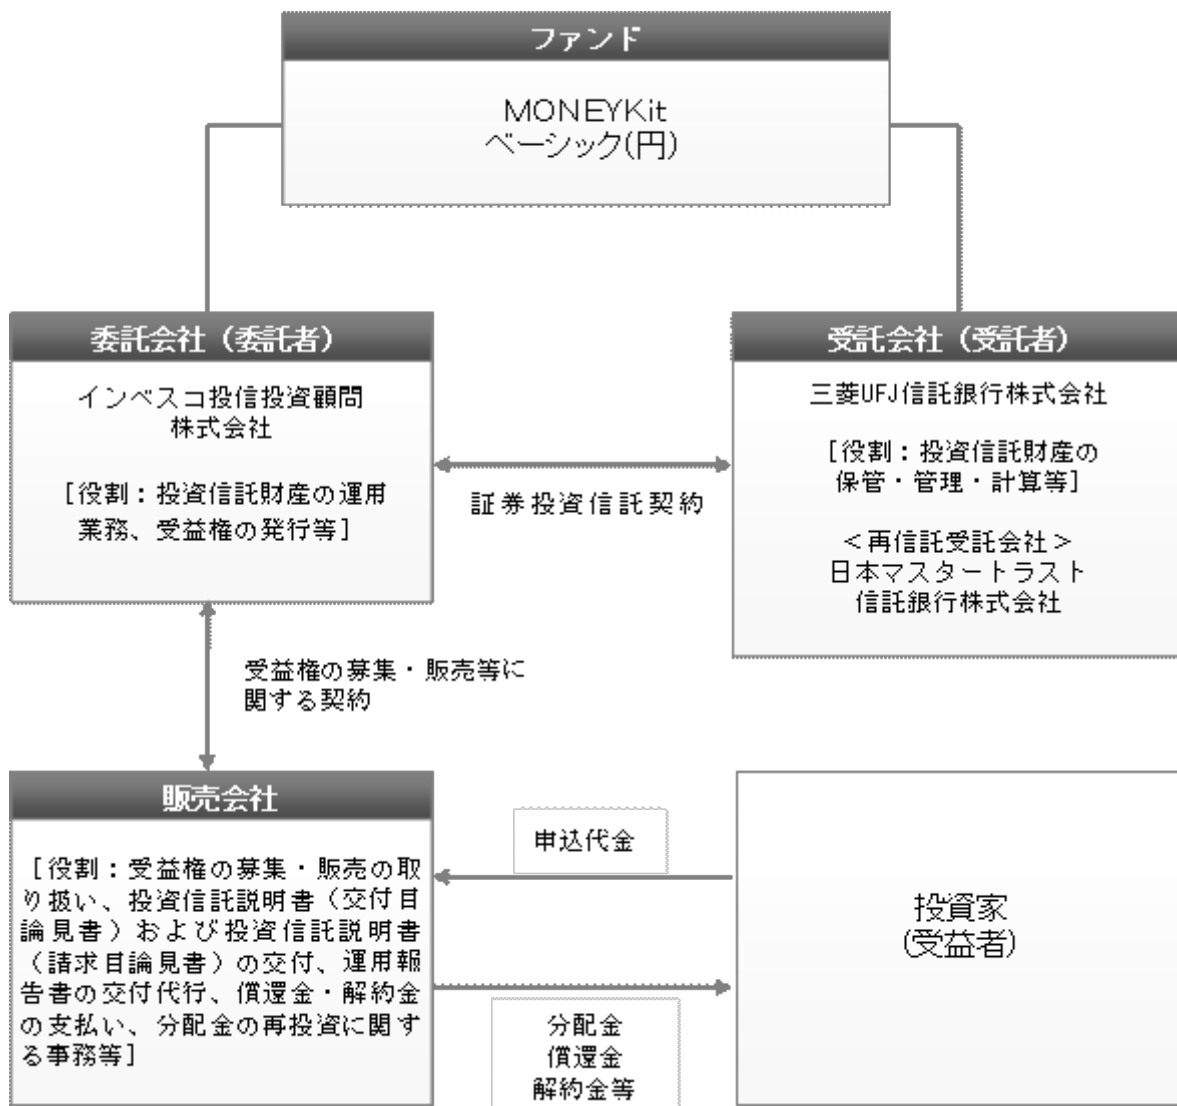 ファンド
MONEYKit
ベーシック(円)
委託会社（委託者）
インベスコ投信投資顧問
株式会社
［役割：投資信託財産の運用
業務、受益権の発行等］
証券投資信託契約
受託会社（受託者）
三菱UFJ信託銀行株式会社
［役割：投資信託財産の
保管・管理・計算等］
＜再信託受託会社＞
日本マスタートラスト
信託銀行株式会社
受益権の募集・販売等に
関する契約
販売会社
［役割：受益権の募集・販売の取
り扱い、投資信託説明書（交付目
論見書）および投資信託説明書
（請求目論見書）の交付、運用報
告書の交付代行、償還金・解約金
の支払い、分配金の再投資に関す
る事務等］
申込代金
分配金
償還金
解約金等
投資家
(受益者)